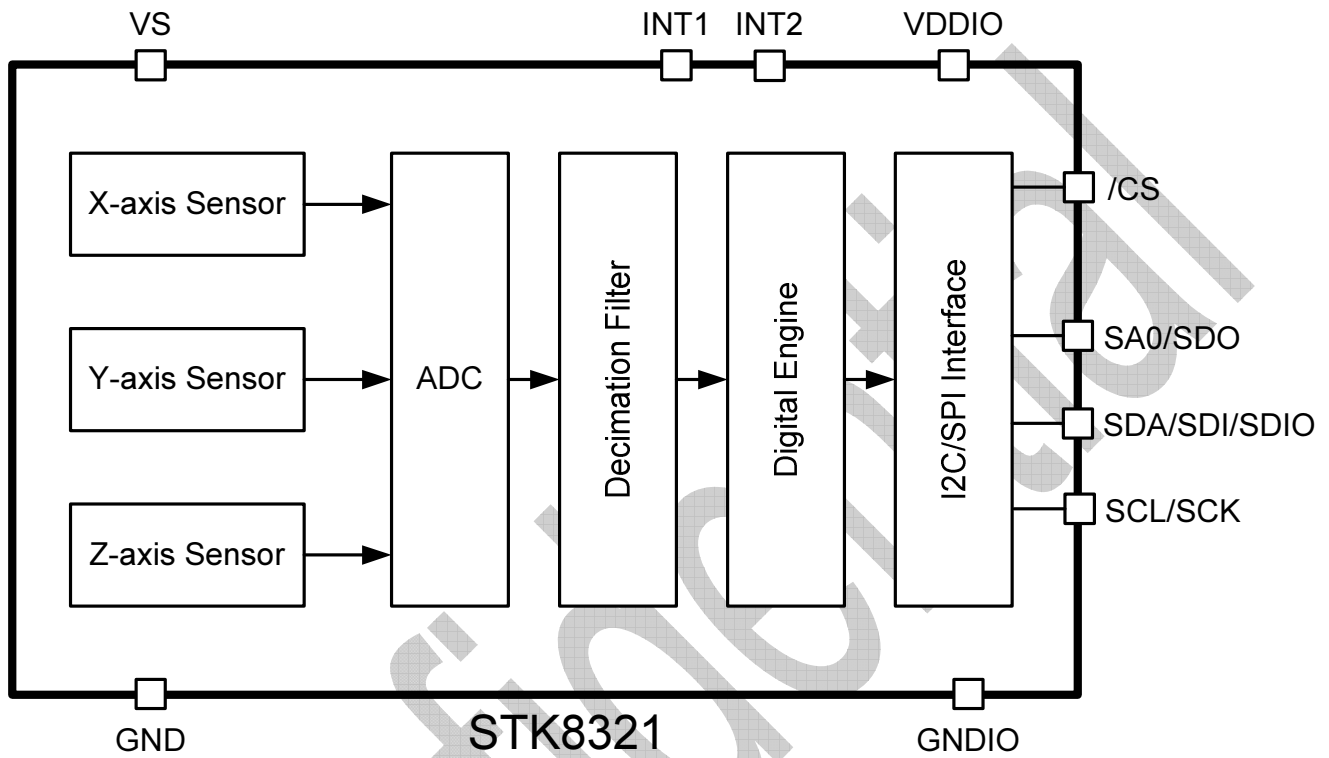 VS
INT1
INT2
VDDIO
X-axis Sensor
Y-axis Sensor
Z-axis Sensor
ADC
Decimation Filter
Digital Engine
I2C/SPI Interface
/CS
SA0/SDO
SDA/SDI/SDIO
SCL/SCK
GND
STK8321
GNDIO